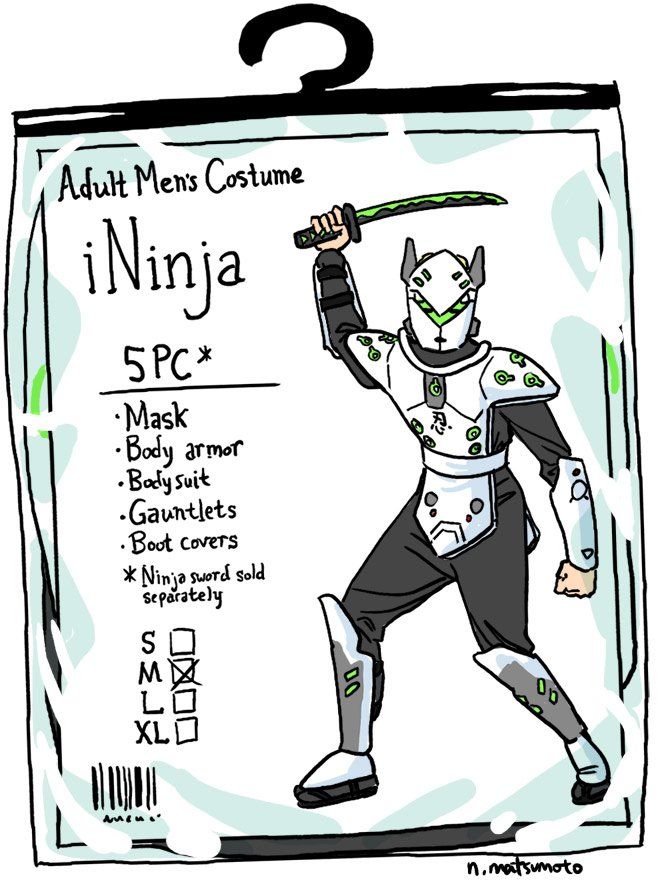 Adult Men's Costume
iNinja
5PC*
·Mask
·Body armor
·Bodysuit
·Gauntlets
·Boot covers
*Ninja sword sold
separately
S
M
L
XL
忍
n.matsumoto